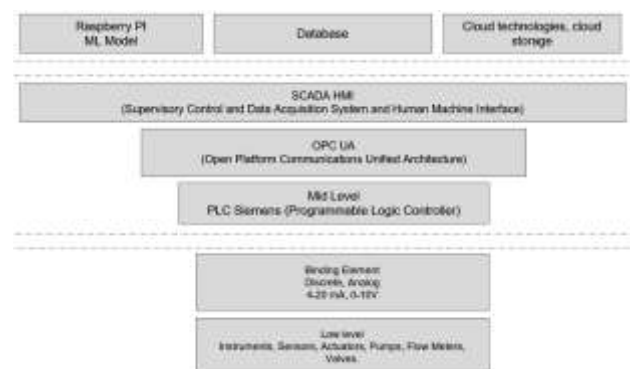 Raspberry PI
ML Model
Database
Cloud technologies, cloud
storage
SCADA HMI
(Supervisory Control and Data Acquisition System and Human Machine Interface)
OPC UA
(Open Platform Communications Unified Architecture)
Mid Level
PLC Siemens (Programmable Logic Controller)
Binding Element
Discrete, Analog
4-20 mA, 0-10V
Low level
Instruments, Sensors, Actuators, Pumps, Flow Meters,
Valves.